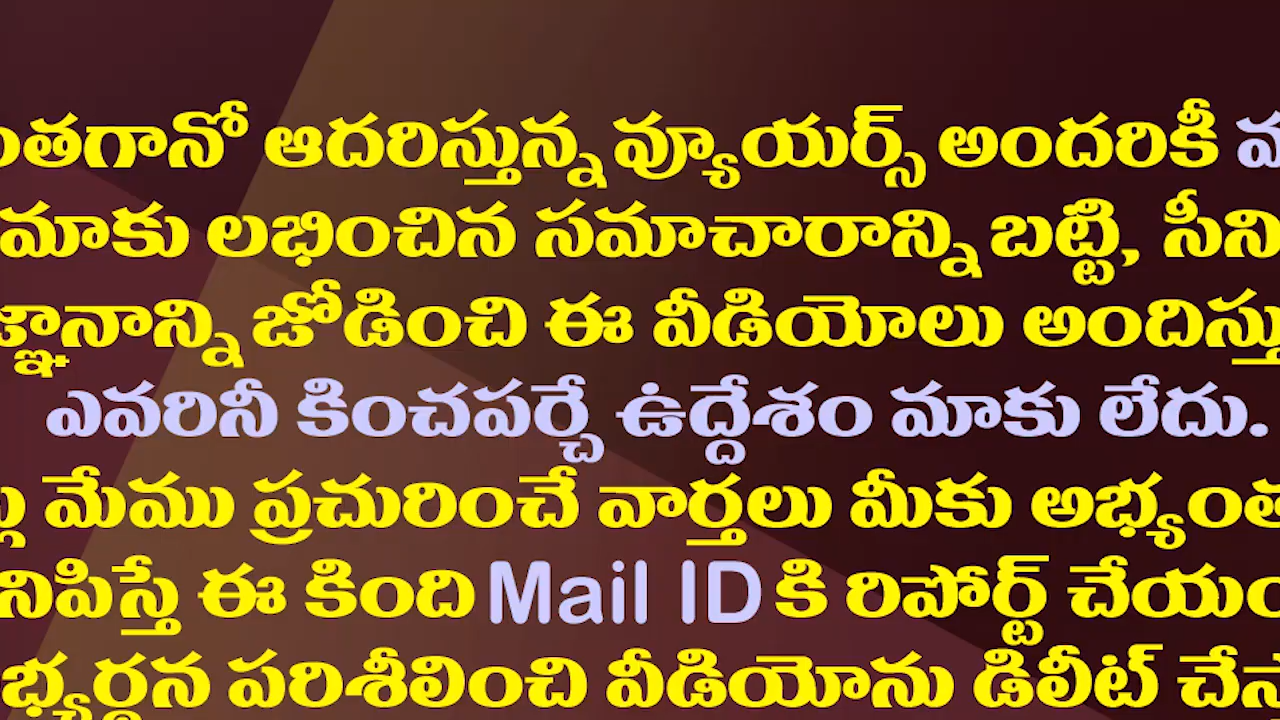 ంతగానో ఆదరిస్తున్న వ్యూయర్స్ అందరికీ
మాకు లభించిన సమాచారాన్ని బట్టి, సీని
జ్ఞానాన్ని జోడించి ఈ వీడియోలు అందిస్తు
ఎవరినీ కించపర్చే ఉద్దేశం మాకు లేదు.
మేము ప్రచురించే వార్తలు మీకు అభ్యంత
నిపిస్తే ఈ కింది Mail ID కి రిపోర్ట్ చేయం
భ్యర్ధన పరిశీలించి వీడియోను డిలీట్ చేస